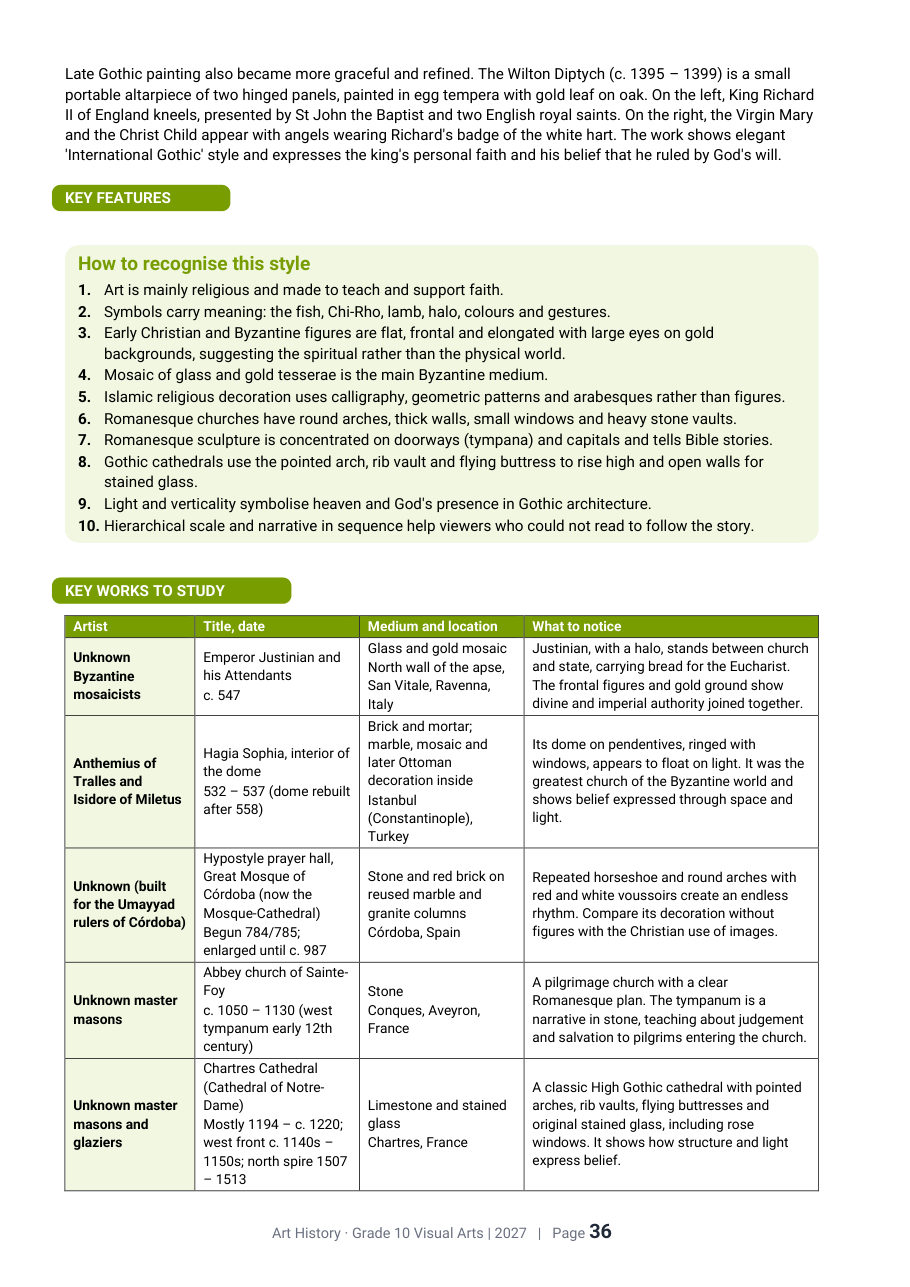 Late Gothic painting also became more graceful and refined. The Wilton Diptych (c. 1395 – 1399) is a small
portable altarpiece of two hinged panels, painted in egg tempera with gold leaf on oak. On the left, King Richard
II of England kneels, presented by St John the Baptist and two English royal saints. On the right, the Virgin Mary
and the Christ Child appear with angels wearing Richard's badge of the white hart. The work shows elegant
'International Gothic' style and expresses the king's personal faith and his belief that he ruled by God's will.
KEY FEATURES
How to recognise this style
1. Art is mainly religious and made to teach and support faith.
2. Symbols carry meaning: the fish, Chi-Rho, lamb, halo, colours and gestures.
3. Early Christian and Byzantine figures are flat, frontal and elongated with large eyes on gold
backgrounds, suggesting the spiritual rather than the physical world.
4. Mosaic of glass and gold tesserae is the main Byzantine medium.
5. Islamic religious decoration uses calligraphy, geometric patterns and arabesques rather than figures.
6. Romanesque churches have round arches, thick walls, small windows and heavy stone vaults.
7. Romanesque sculpture is concentrated on doorways (tympana) and capitals and tells Bible stories.
8. Gothic cathedrals use the pointed arch, rib vault and flying buttress to rise high and open walls for
stained glass.
9. Light and verticality symbolise heaven and God's presence in Gothic architecture.
10. Hierarchical scale and narrative in sequence help viewers who could not read to follow the story.
KEY WORKS TO STUDY
Artist
Title, date
Medium and location
What to notice
Unknown
Byzantine
mosaicists
Emperor Justinian and
his Attendants
c. 547
Glass and gold mosaic
North wall of the apse,
San Vitale, Ravenna,
Italy
Justinian, with a halo, stands between church
and state, carrying bread for the Eucharist.
The frontal figures and gold ground show
divine and imperial authority joined together.
Anthemius of
Tralles and
Isidore of Miletus
Hagia Sophia, interior of
the dome
532 – 537 (dome rebuilt
after 558)
Brick and mortar;
marble, mosaic and
later Ottoman
decoration inside
Istanbul
(Constantinople),
Turkey
Its dome on pendentives, ringed with
windows, appears to float on light. It was the
greatest church of the Byzantine world and
shows belief expressed through space and
light.
Unknown (built
for the Umayyad
rulers of Córdoba)
Hypostyle prayer hall,
Great Mosque of
Córdoba (now the
Mosque-Cathedral)
Begun 784/785;
enlarged until c. 987
Stone and red brick on
reused marble and
granite columns
Córdoba, Spain
Repeated horseshoe and round arches with
red and white voussoirs create an endless
rhythm. Compare its decoration without
figures with the Christian use of images.
Unknown master
masons
Abbey church of Sainte-
Foy
c. 1050 – 1130 (west
tympanum early 12th
century)
Stone
Conques, Aveyron,
France
A pilgrimage church with a clear
Romanesque plan. The tympanum is a
narrative in stone, teaching about judgement
and salvation to pilgrims entering the church.
Unknown master
masons and
glaziers
Chartres Cathedral
(Cathedral of Notre-
Dame)
Mostly 1194 – c. 1220;
west front c. 1140s –
1150s; north spire 1507
– 1513
Limestone and stained
glass
Chartres, France
A classic High Gothic cathedral with pointed
arches, rib vaults, flying buttresses and
original stained glass, including rose
windows. It shows how structure and light
express belief.
Art History · Grade 10 Visual Arts | 2027 | Page 36